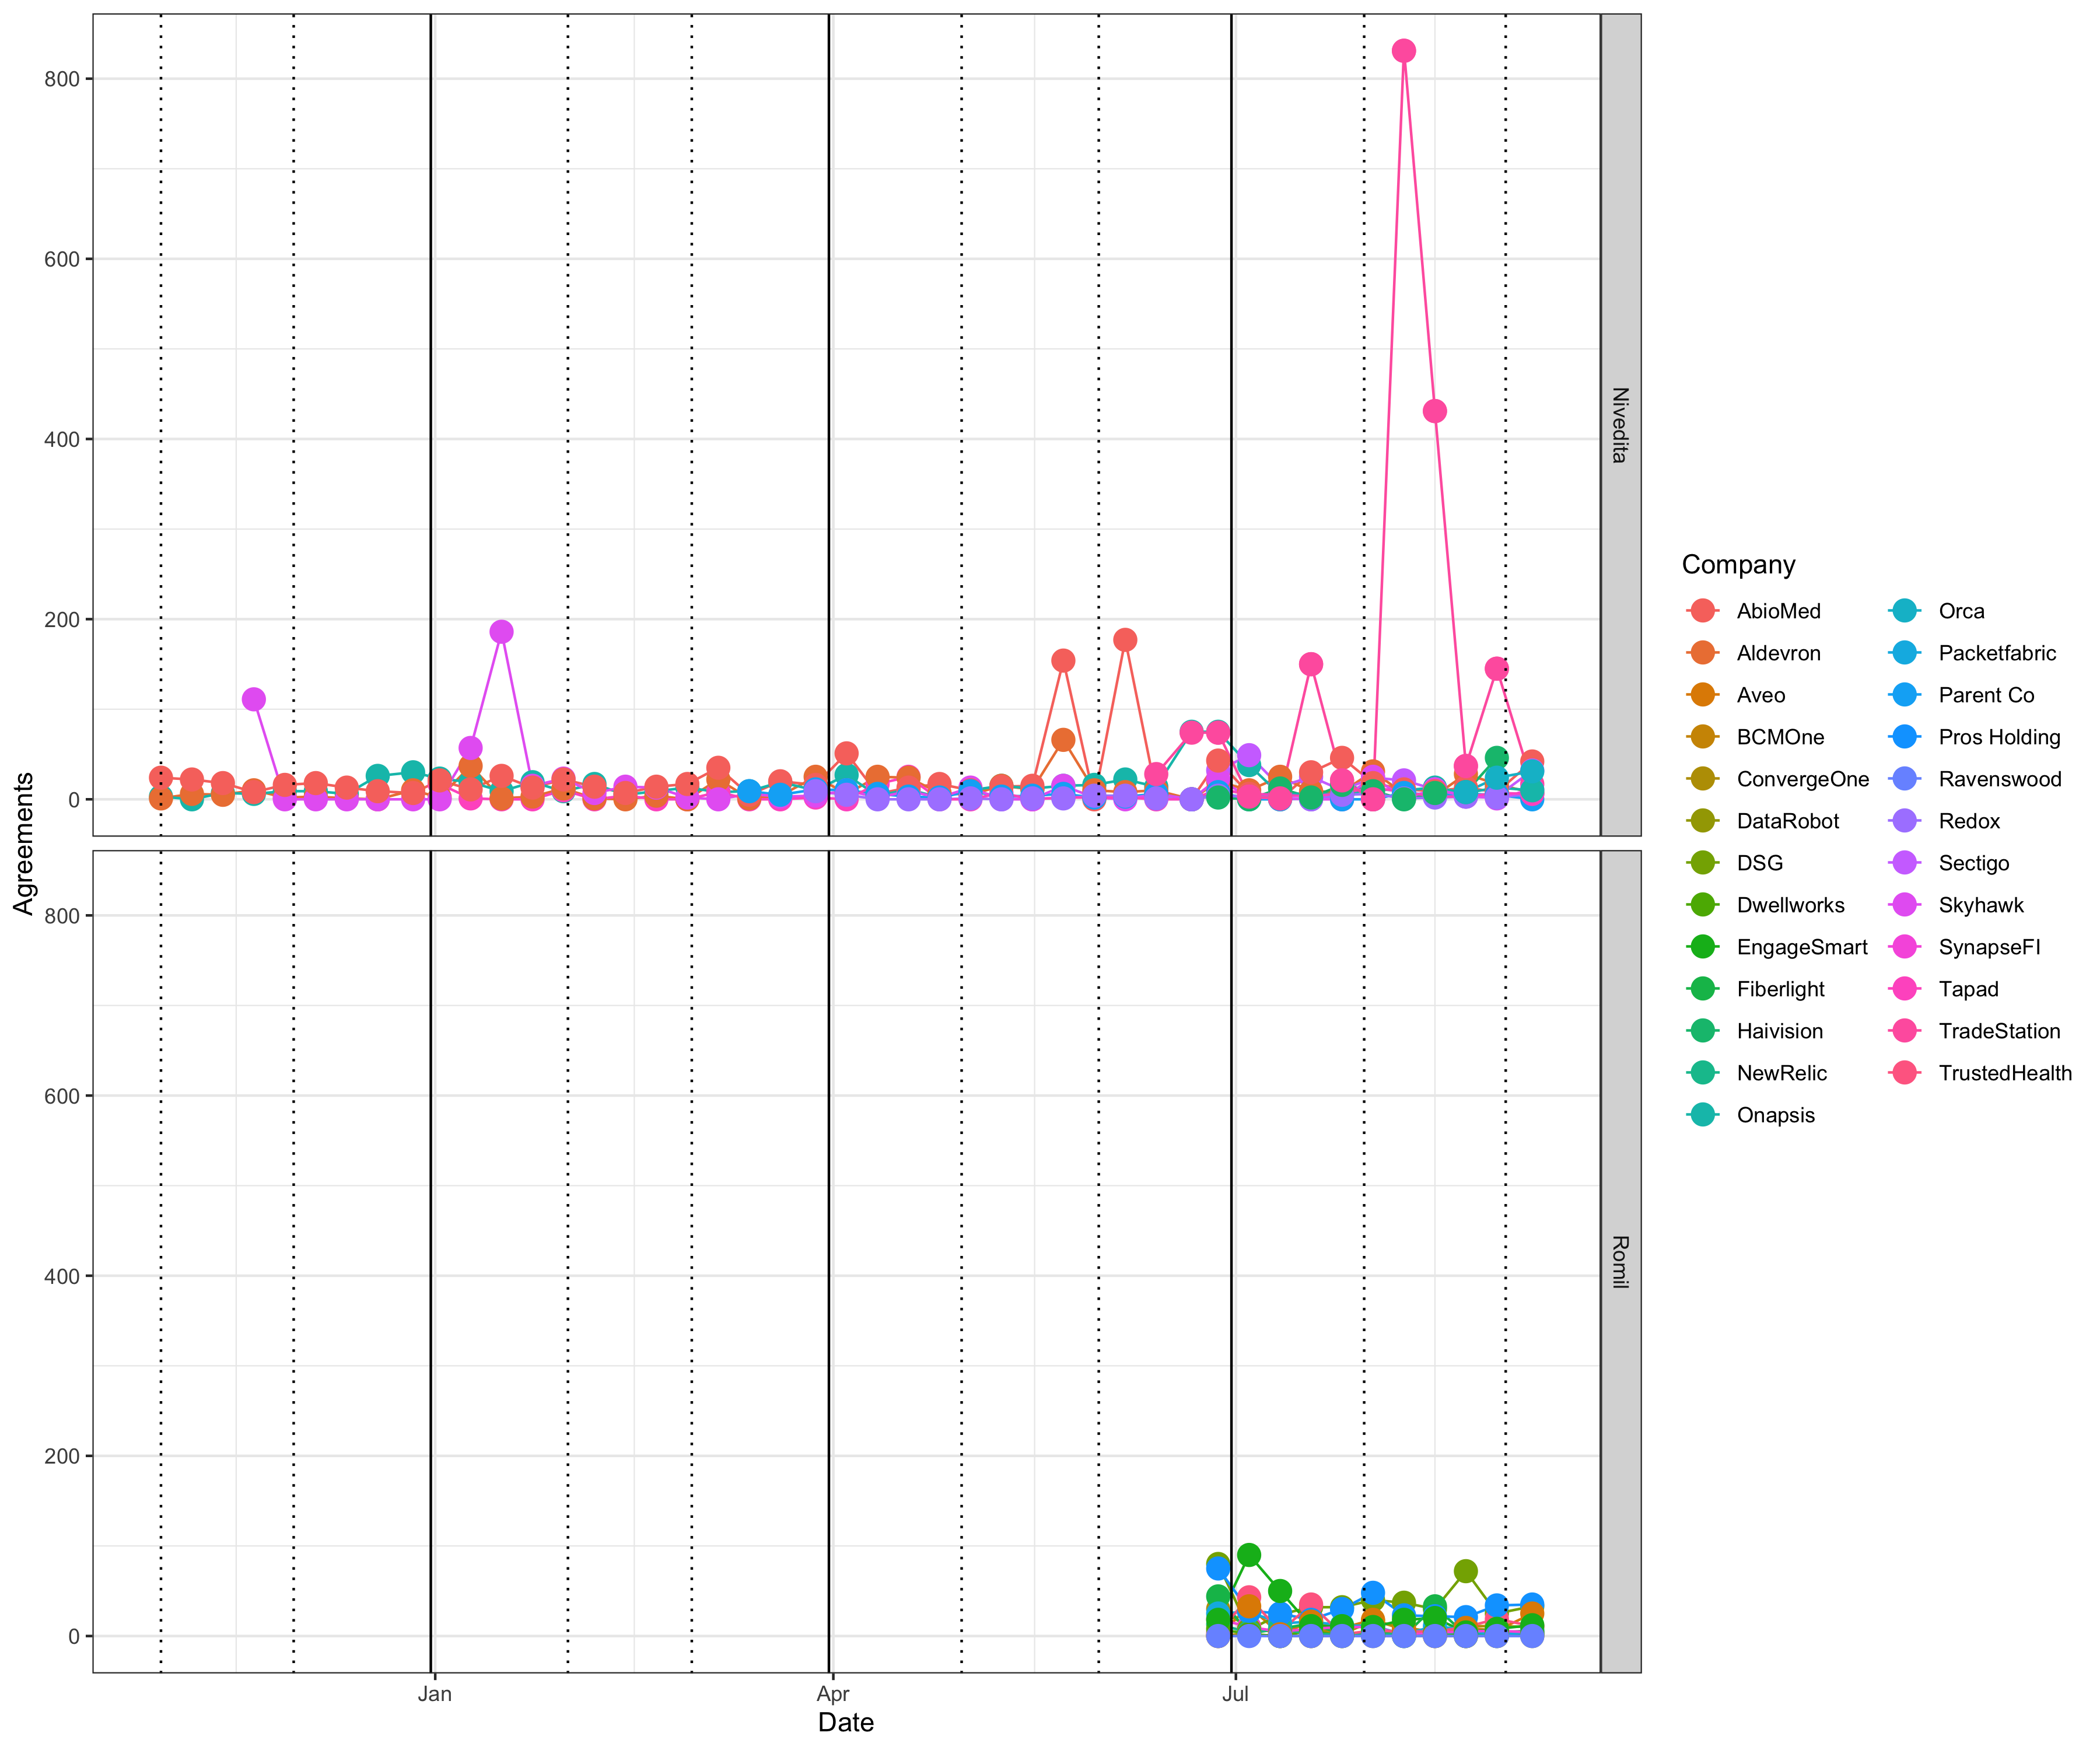 800
600
400
200
0
Nivedita
800
600
400
200
0
Romil
Agreements
Jan
Apr
Jul
Date
Company
AbioMed
Aldevron
Aveo
BCMOne
ConvergeOne
DataRobot
DSG
Dwellworks
EngageSmart
Fiberlight
Haivision
NewRelic
Onapsis
Orca
Packetfabric
Parent Co
Pros Holding
Ravenswood
Redox
Sectigo
Skyhawk
SynapseFI
Tapad
TradeStation
TrustedHealth